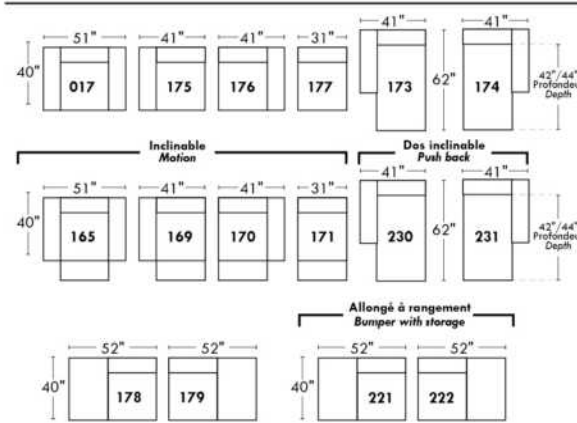 51" 41" 41" 31" 41" 41"
40" 017 175 176 177 173 62" 174 42"/44"
Profondeur
Depth
Inclinable
Motion
Dos inclinable
Push back
51" 41" 41" 31" 41" 41"
40" 165 169 170 171 230 62" 231 42"/44"
Profondeur
Depth
Allongé à rangement
Bumper with storage
52" 52" 52" 52"
40" 178 179 40" 221 222